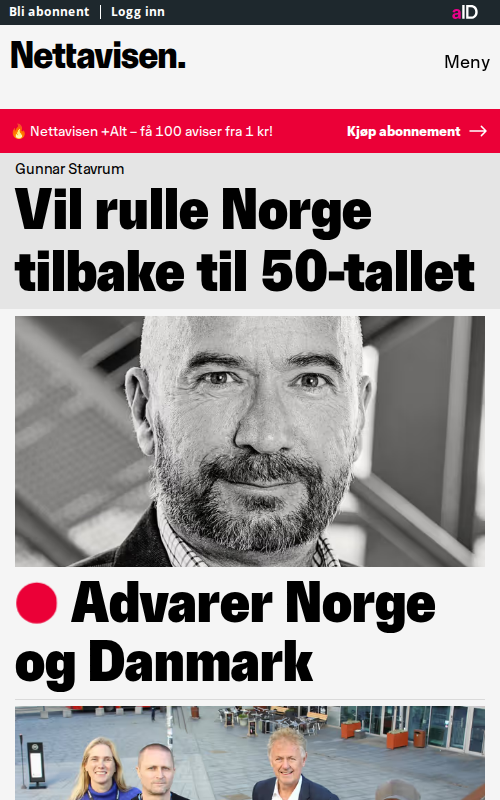 Bli abonnent | Logg inn
aID
Nettavisen.
Meny
🔥 Nettavisen +Alt – få 100 aviser fra 1 kr!
Kjøp abonnement →
Gunnar Stavrum
Vil rulle Norge
tilbake til 50-tallet
Advarer Norge
og Danmark